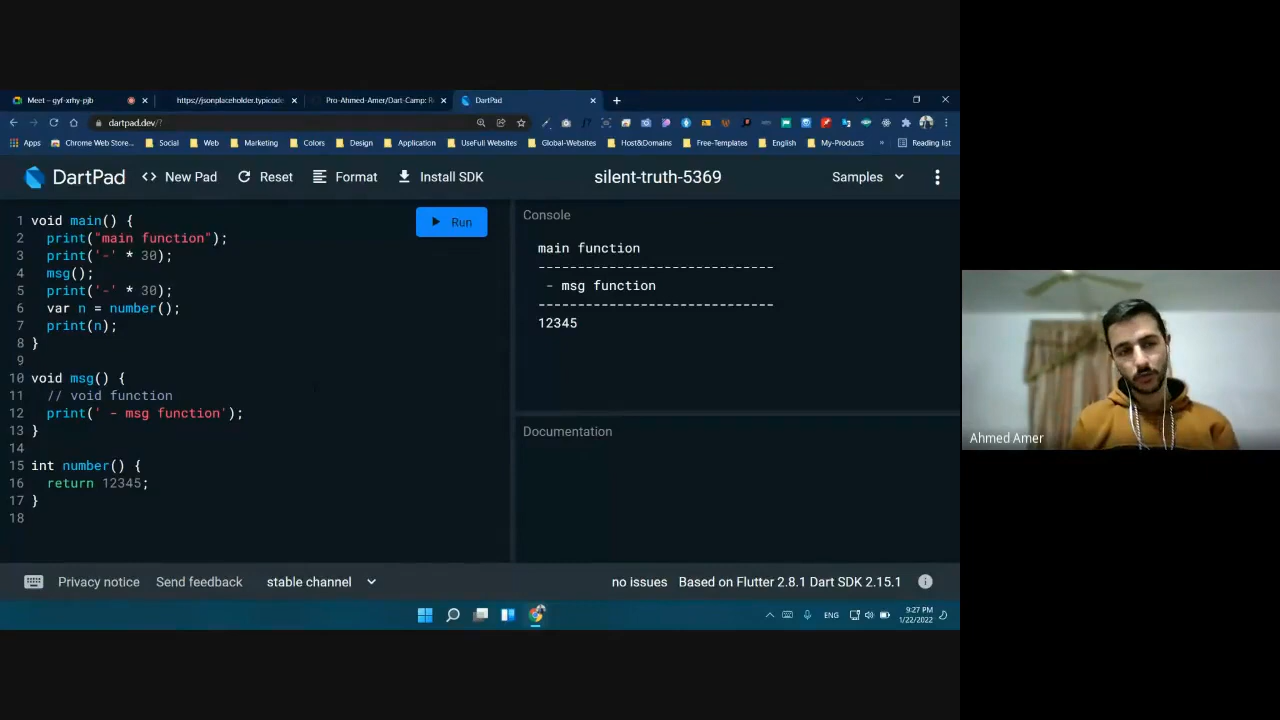 Meet – gyf-xrhy-pjb
https://jsonplaceholder.typicode
Pro-Ahmed-Amer/Dart-Camp: R
DartPad
dartpad.dev/?
Apps
Chrome Web Store...
Social
Web
Marketing
Colors
Design
Application
UseFull Websites
Global-Websites
Host&Domains
Free-Templates
English
My-Products
»
Reading list
DartPad
<> New Pad
Reset
Format
Install SDK
silent-truth-5369
Samples
1 void main() {
2 print("main function");
3 print('-' * 30);
4 msg();
5 print('-' * 30);
6 var n = number();
7 print(n);
8 }
9
10 void msg() {
11 // void function
12 print(' - msg function');
13 }
14
15 int number() {
16 return 12345;
17 }
18
Run
Console
main function
------------------------------
- msg function
------------------------------
12345
Documentation
Ahmed Amer
Privacy notice
Send feedback
stable channel
no issues
Based on Flutter 2.8.1 Dart SDK 2.15.1
ENG
9:27 PM
1/22/2022